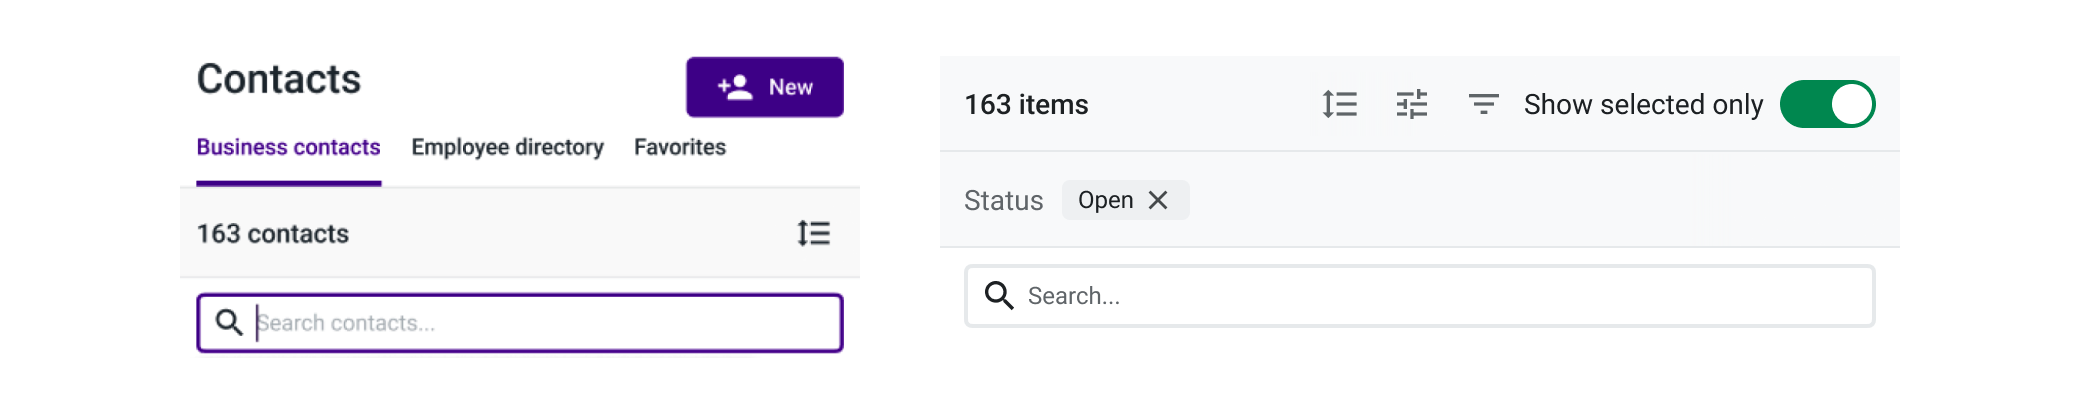 Contacts
New
Business contacts Employee directory Favorites
163 contacts
Search contacts...
163 items
Show selected only
Status Open
Search...